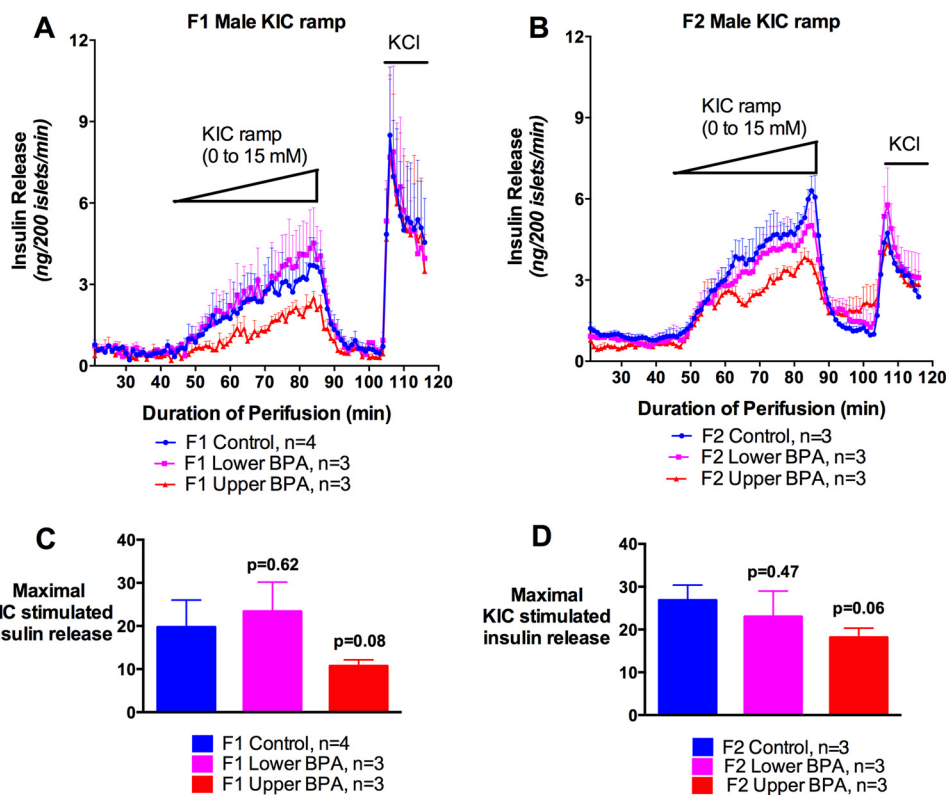 A
F1 Male KIC ramp
KCl
12
9
6
3
0
Insulin Release
(ng/200 islets/min)
KIC ramp
(0 to 15 mM)
30 40 50 60 70 80 90 100 110 120
Duration of Perifusion (min)
F1 Control, n=4
F1 Lower BPA, n=3
F1 Upper BPA, n=3
B
F2 Male KIC ramp
12
9
6
3
0
Insulin Release
(ng/200 islets/min)
KIC ramp
(0 to 15 mM)
KCl
30 40 50 60 70 80 90 100 110 120
Duration of Perifusion (min)
F2 Control, n=3
F2 Lower BPA, n=3
F2 Upper BPA, n=3
C
Maximal
IC stimulated
nsulin release
40
30
20
10
0
p=0.62
p=0.08
F1 Control, n=4
F1 Lower BPA, n=3
F1 Upper BPA, n=3
D
Maximal
KIC stimulated
insulin release
40
30
20
10
0
p=0.47
p=0.06
F2 Control, n=3
F2 Lower BPA, n=3
F2 Upper BPA, n=3